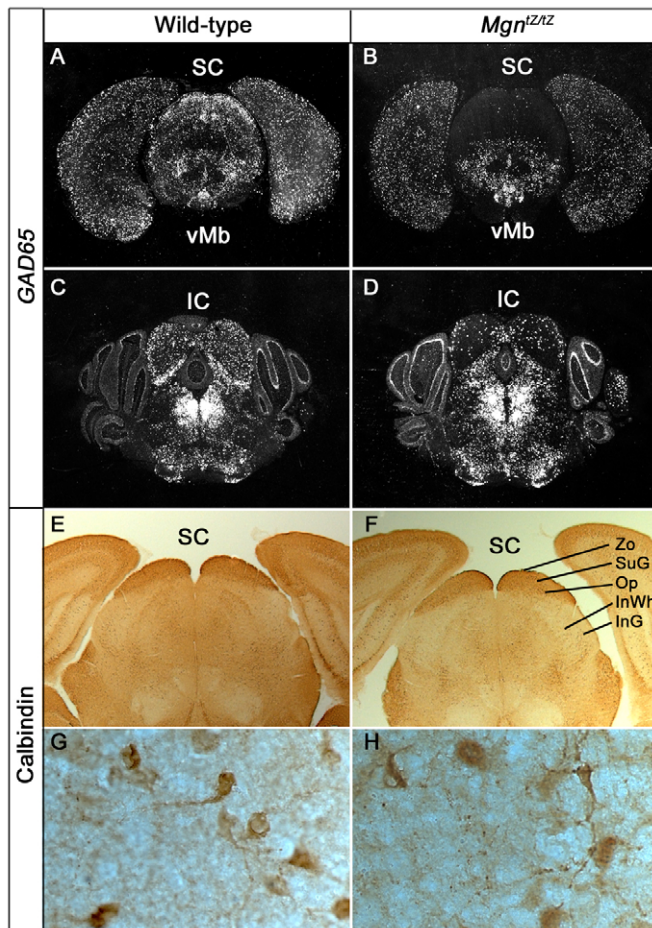 Wild-type Mgn^tZ/tZ
A SC B SC
vMb vMb
GAD65
C IC D IC
E SC F SC
Zo
SuG
Op
InWh
InG
Calbindin
G H